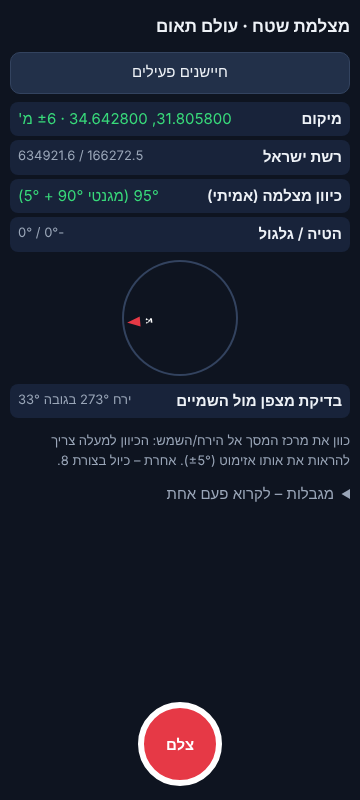 מצלמת שטח · עולם תאום
חיישנים פעילים
מיקום 31.805800, 34.642800 · ±6 מ'
רשת ישראל 166272.5 / 634921.6
כיוון מצלמה (אמיתי) 95° (מגנטי 90° + 5°)
הטיה / גלגול -0° / 0°
צ
בדיקת מצפן מול השמיים ירח 273° בגובה 33°
כוון את מרכז המסך אל הירח/השמש: הכיוון למעלה צריך
להראות את אותו אזימוט (±5°). אחרת – כיול בצורת 8.
מגבלות – לקרוא פעם אחת
צלם